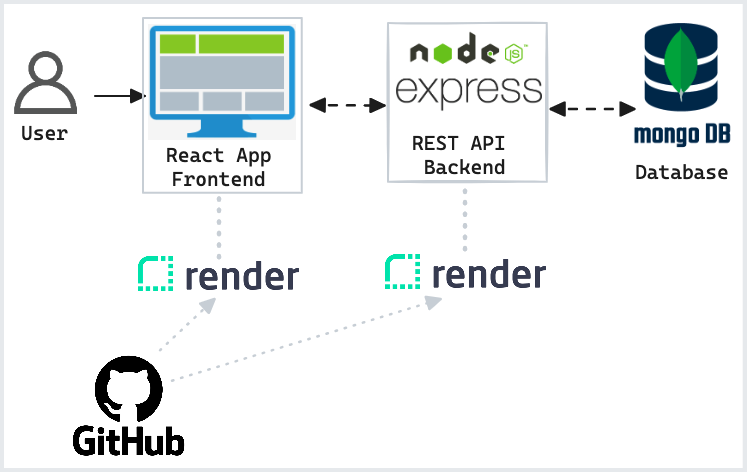 node
JS
express
User
React App
Frontend
REST API
Backend
mongo DB
Database
render
render
GitHub